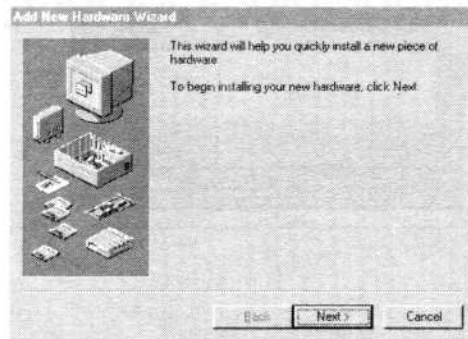 Add New Hardware Wizard
This wizard will help you quickly install a new piece of
hardware.
To begin installing your new hardware, click Next.
Back
Next >
Cancel